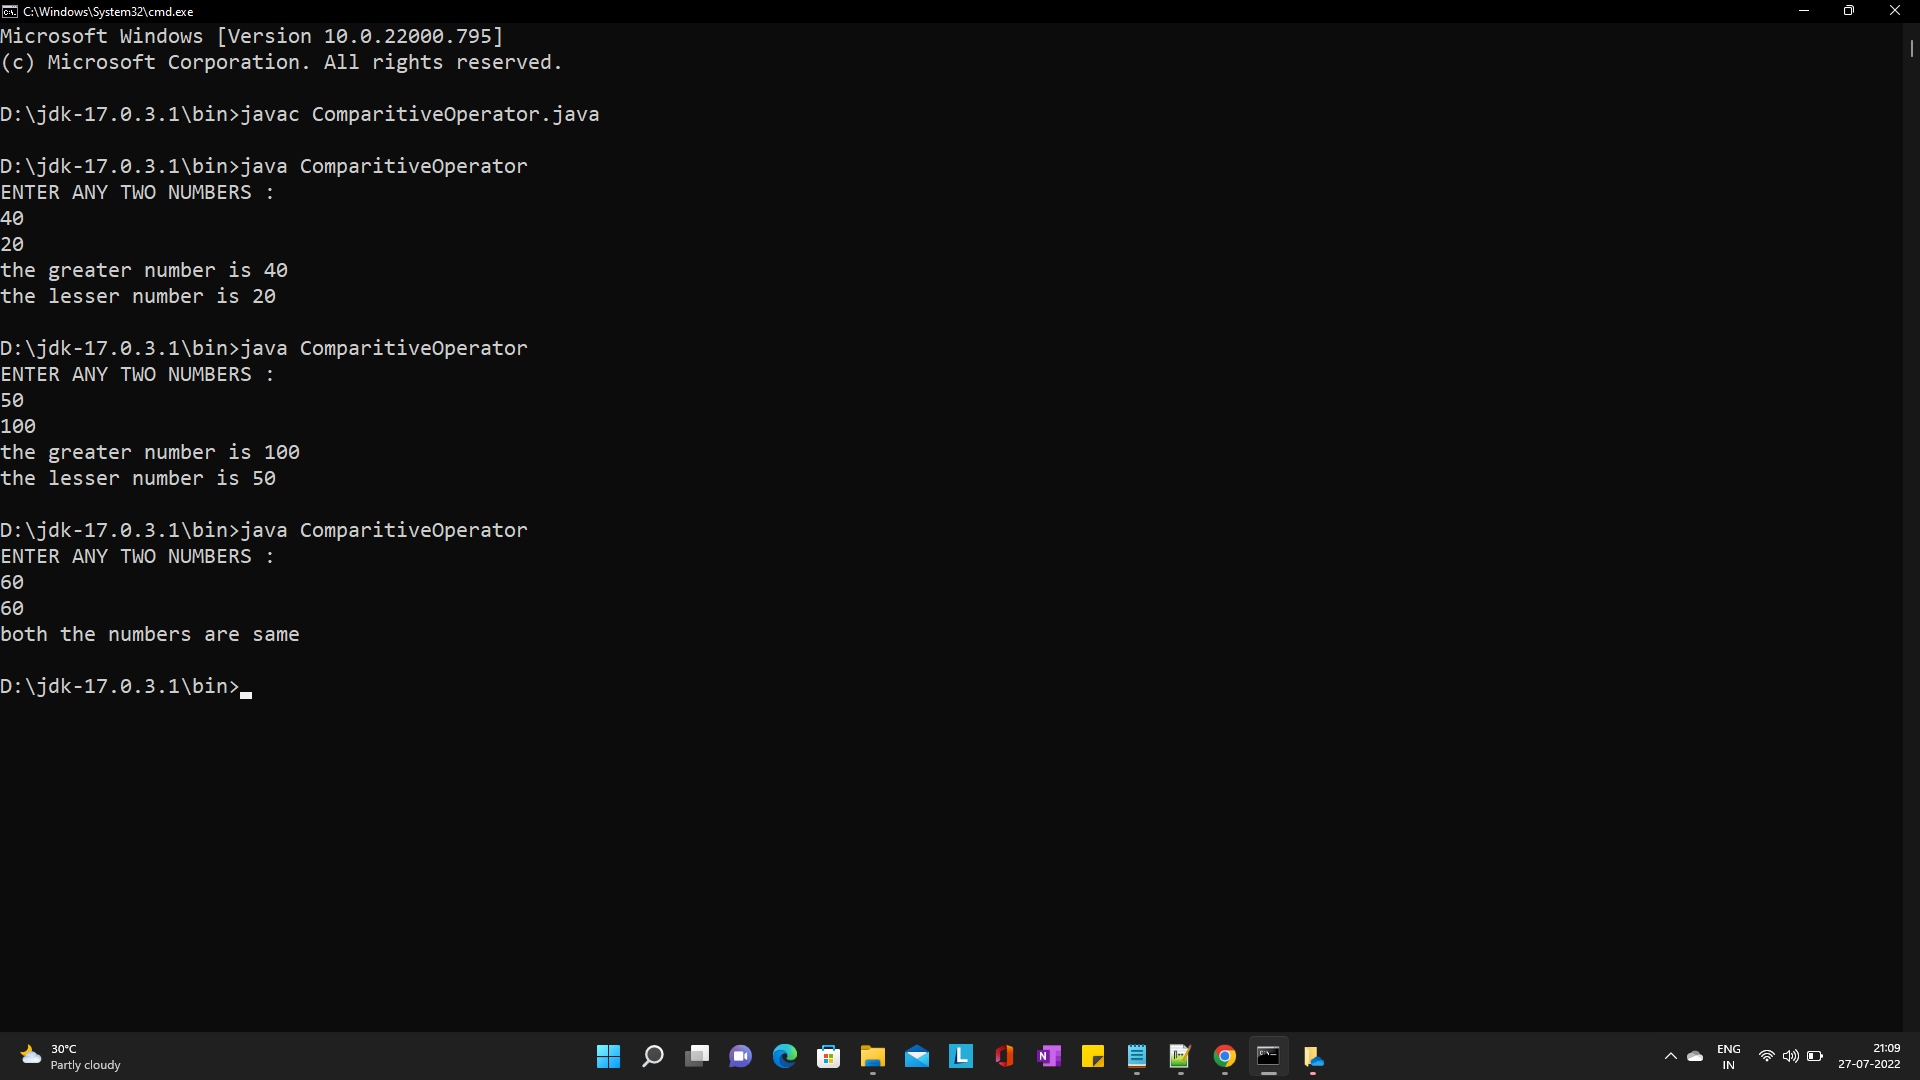 C:\Windows\System32\cmd.exe
Microsoft Windows [Version 10.0.22000.795]
(c) Microsoft Corporation. All rights reserved.
D:\jdk-17.0.3.1\bin>javac ComparitiveOperator.java
D:\jdk-17.0.3.1\bin>java ComparitiveOperator
ENTER ANY TWO NUMBERS :
40
20
the greater number is 40
the lesser number is 20
D:\jdk-17.0.3.1\bin>java ComparitiveOperator
ENTER ANY TWO NUMBERS :
50
100
the greater number is 100
the lesser number is 50
D:\jdk-17.0.3.1\bin>java ComparitiveOperator
ENTER ANY TWO NUMBERS :
60
60
both the numbers are same
D:\jdk-17.0.3.1\bin>
30°C
Partly cloudy
L
N
ENG
IN
21:09
27-07-2022